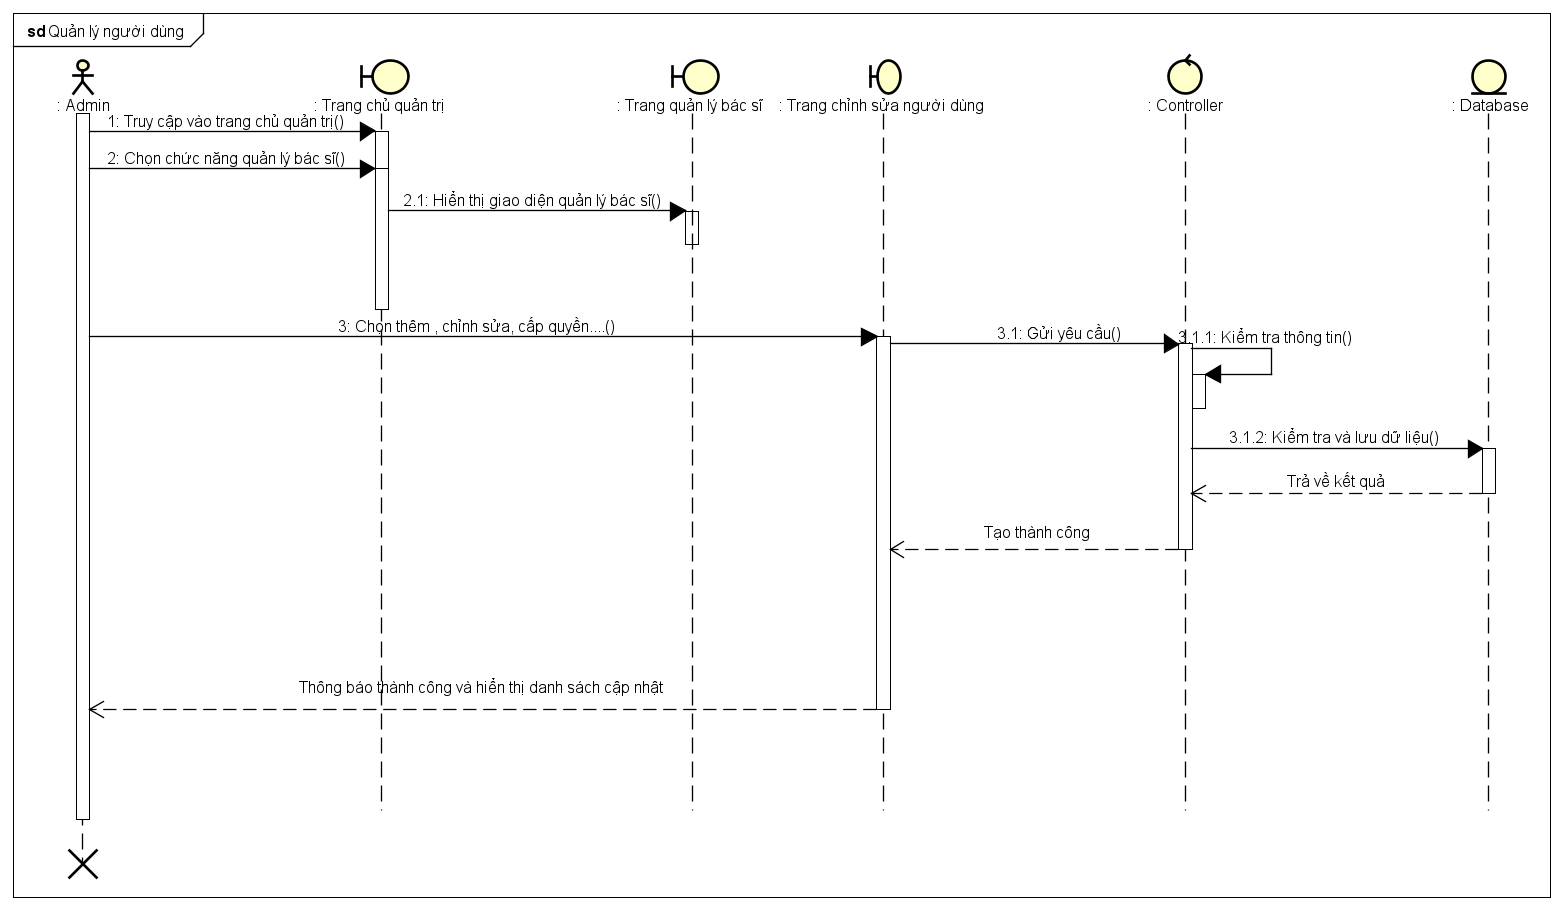 sd Quản lý người dùng
: Admin
: Trang chủ quản trị
: Trang quản lý bác sĩ
: Trang chỉnh sửa người dùng
: Controller
: Database
1: Truy cập vào trang chủ quản trị()
2: Chọn chức năng quản lý bác sĩ()
2.1: Hiển thị giao diện quản lý bác sĩ()
3: Chọn thêm , chỉnh sửa, cấp quyền....()
3.1: Gửi yêu cầu()
3.1.1: Kiểm tra thông tin()
3.1.2: Kiểm tra và lưu dữ liệu()
Trả về kết quả
Tạo thành công
Thông báo thành công và hiển thị danh sách cập nhật